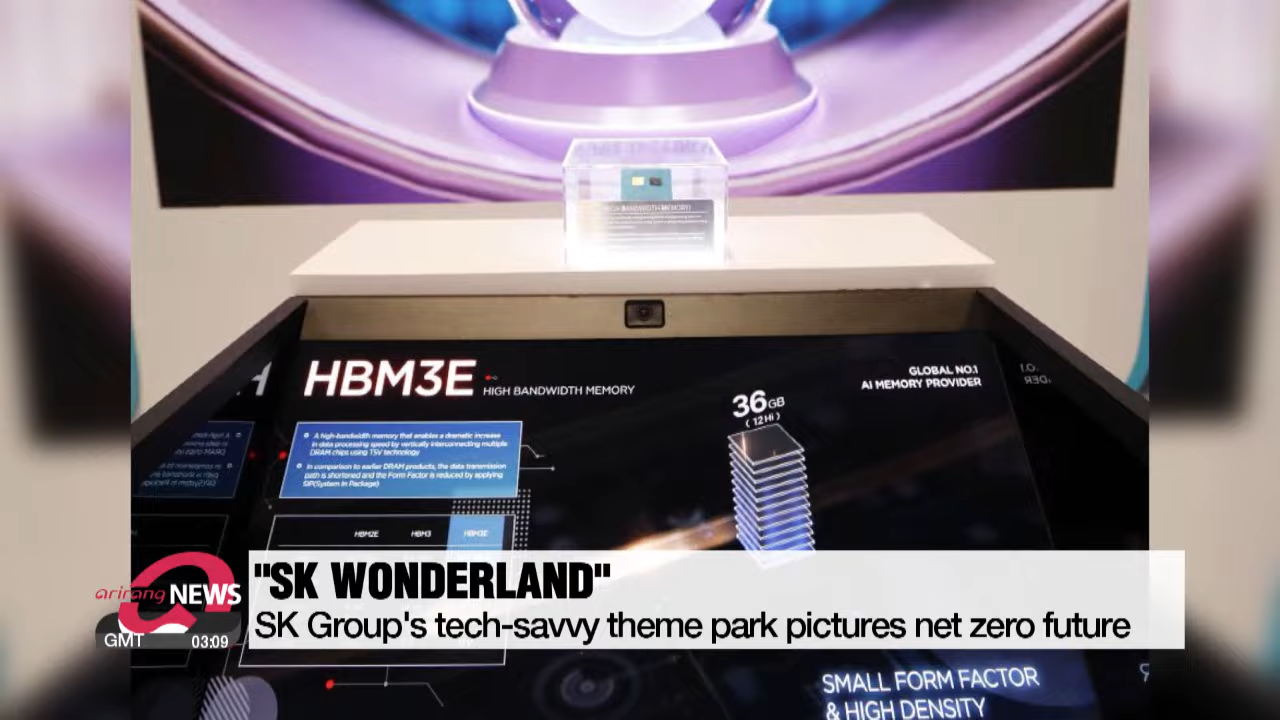 HIGH BANDWIDTH MEMORY
HBM3E
HIGH BANDWIDTH MEMORY
GLOBAL NO.1
AI MEMORY PROVIDER
36GB
(12Hi)
A high-bandwidth memory that enables a dramatic increase
in data processing speed by vertically interconnecting multiple
DRAM chips using TSV technology
In comparison to earlier DRAM products, the data transmission
path is shortened and the Form Factor is reduced by applying
SIP(System in Package)
HBM2E HBM3 HBM3E
"SK WONDERLAND"
SK Group's tech-savvy theme park pictures net zero future
arirang NEWS
GMT 03:09
SMALL FORM FACTOR
& HIGH DENSITY